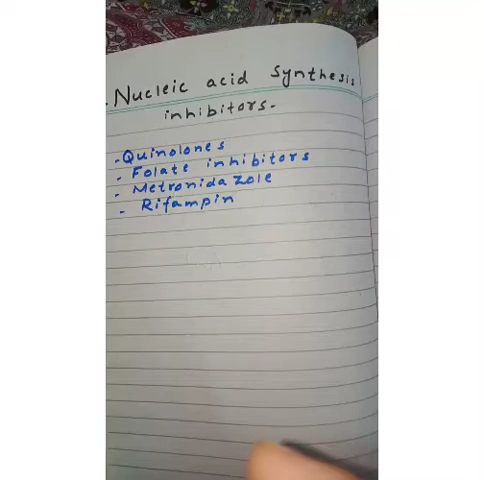 . Nucleic acid synthesis
inhibitors.
. Quinolones
. Folate inhibitors
. Metronidazole
. Rifampin